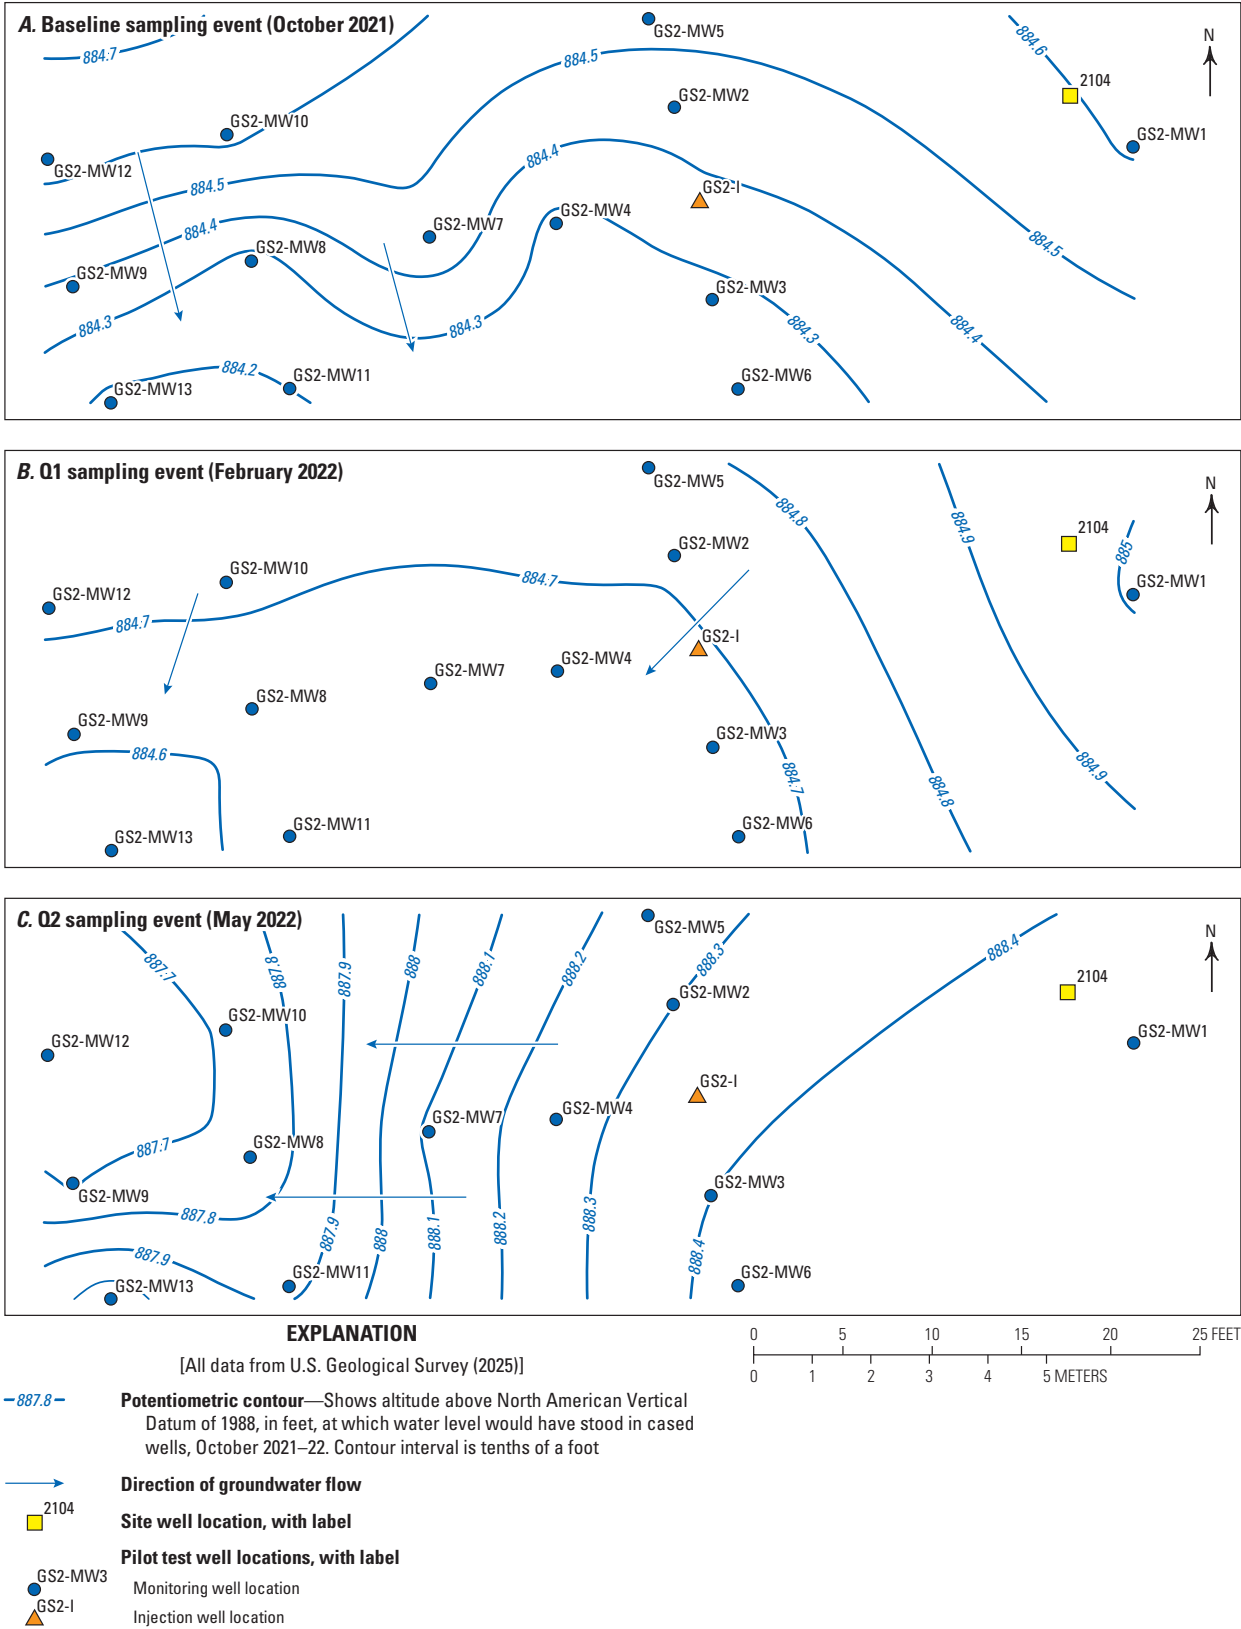 A. Baseline sampling event (October 2021)
GS2-MW5
884.6
N
884.7
884.5
2104
GS2-MW2
GS2-MW10
GS2-MW1
884.4
GS2-MW12
884.5
GS2-I
GS2-MW4
884.4
GS2-MW7
884.5
GS2-MW8
GS2-MW9
GS2-MW3
884.3
884.3
884.3
884.4
884.2
GS2-MW11
GS2-MW6
GS2-MW13
B. Q1 sampling event (February 2022)
GS2-MW5
N
884.8
884.9
2104
GS2-MW2
885
GS2-MW10
884.7
GS2-MW1
GS2-MW12
884.7
GS2-I
GS2-MW4
GS2-MW7
GS2-MW8
GS2-MW9
GS2-MW3
884.6
884.7
884.9
884.8
GS2-MW11
GS2-MW6
GS2-MW13
C. Q2 sampling event (May 2022)
GS2-MW5
N
887.7
887.8
887.9
888
888.1
888.2
888.3
888.4
2104
GS2-MW2
GS2-MW10
GS2-MW12
GS2-MW1
GS2-I
GS2-MW4
GS2-MW7
887.7
GS2-MW8
GS2-MW3
GS2-MW9
887.8
887.9
888
888.1
888.2
888.3
888.4
887.9
GS2-MW11
GS2-MW6
GS2-MW13
EXPLANATION
[All data from U.S. Geological Survey (2025)]
0 5 10 15 20 25 FEET
0 1 2 3 4 5 METERS
887.8
Potentiometric contour—Shows altitude above North American Vertical
Datum of 1988, in feet, at which water level would have stood in cased
wells, October 2021–22. Contour interval is tenths of a foot
Direction of groundwater flow
2104
Site well location, with label
Pilot test well locations, with label
GS2-MW3
Monitoring well location
GS2-I
Injection well location